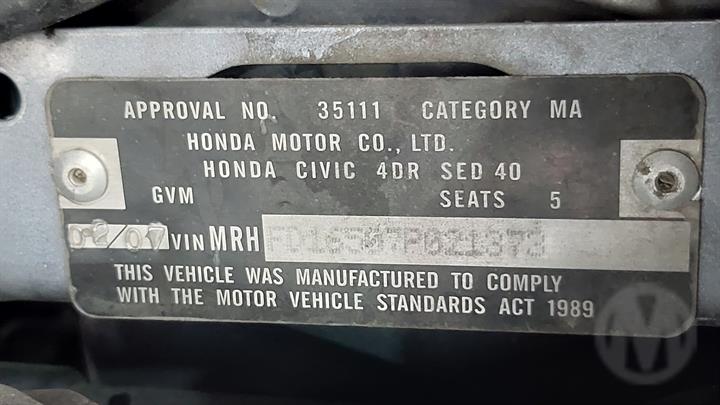 APPROVAL NO. 35111 CATEGORY MA
HONDA MOTOR CO., LTD.
HONDA CIVIC 4DR SED 40
GVM SEATS 5
02/07 VIN MRH
THIS VEHICLE WAS MANUFACTURED TO COMPLY
WITH THE MOTOR VEHICLE STANDARDS ACT 1989
M